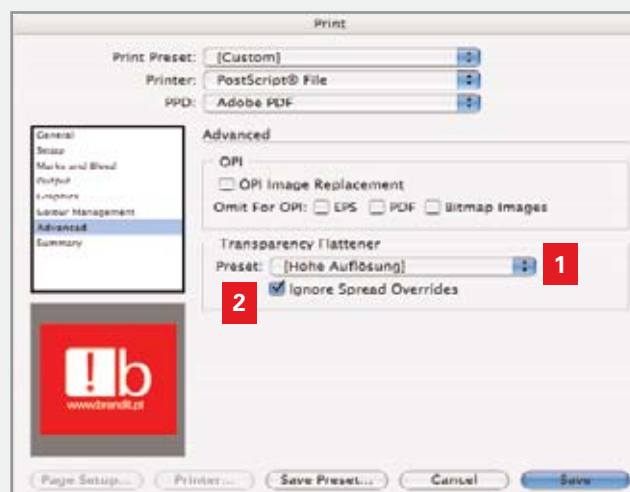 Print
Print Preset: [Custom]
Printer: PostScript® File
PPD: Adobe PDF
General
Setup
Marks and Bleed
Output
Graphics
Colour Management
Advanced
Summary
Advanced
OPI
OPI Image Replacement
Omit For OPI: EPS PDF Bitmap Images
Transparency Flattener
Preset: [Hohe Auflösung] 1
2 Ignore Spread Overrides
!b
www.brandit.pt
Page Setup... Printer... Save Preset... Cancel Save